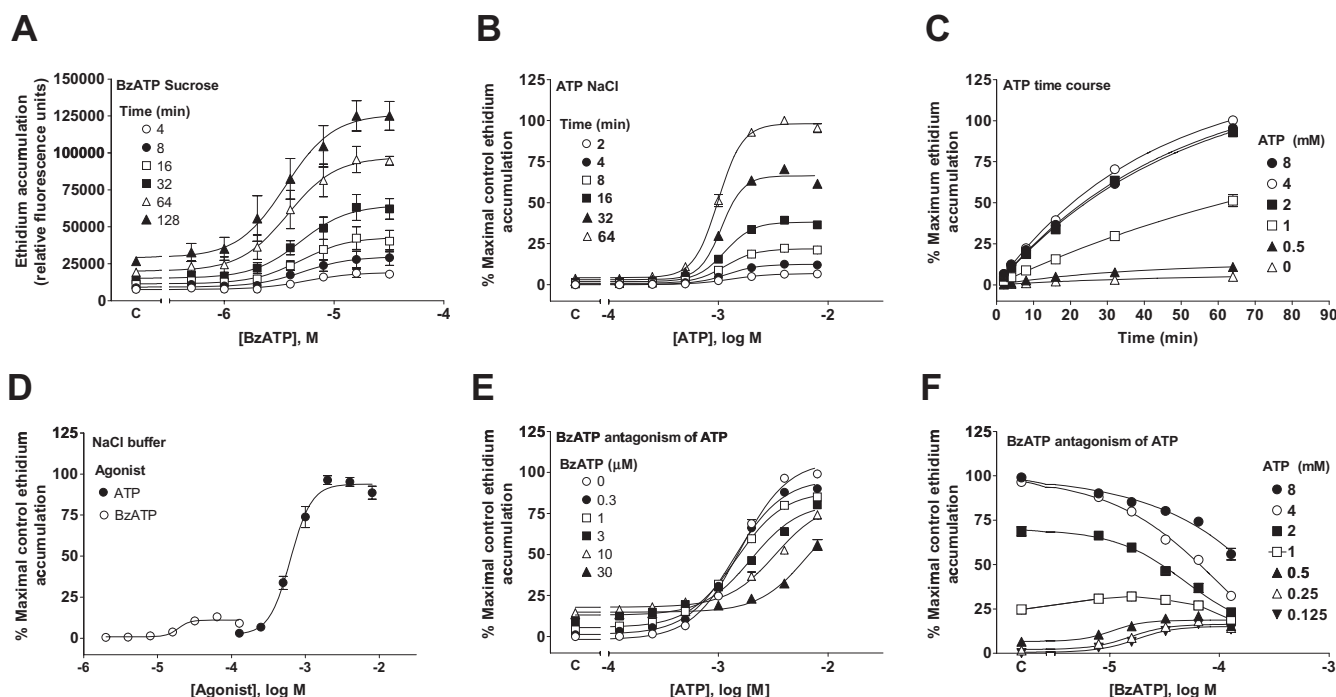 A
BzATP Sucrose
Time (min)
4
8
16
32
64
128
Ethidium accumulation
(relative fluorescence units)
150000
125000
100000
75000
50000
25000
0
C
-6
-5
-4
[BzATP], M
B
ATP NaCl
Time (min)
2
4
8
16
32
64
% Maximal control ethidium
accumulation
125
100
75
50
25
0
C
-4
-3
-2
[ATP], log M
C
ATP time course
ATP (mM)
8
4
2
1
0.5
0
% Maximum ethidium
accumulation
125
100
75
50
25
0
0 10 20 30 40 50 60 70 80 90
Time (min)
D
NaCl buffer
Agonist
ATP
BzATP
% Maximal control ethidium
accumulation
125
100
75
50
25
0
-6
-5
-4
-3
-2
[Agonist], log M
E
BzATP antagonism of ATP
BzATP (μM)
0
0.3
1
3
10
30
% Maximal control ethidium
accumulation
125
100
75
50
25
0
C
-4
-3
-2
[ATP], log [M]
F
BzATP antagonism of ATP
ATP (mM)
8
4
2
1
0.5
0.25
0.125
% Maximal control ethidium
accumulation
125
100
75
50
25
0
C
-5
-4
-3
[BzATP], log M